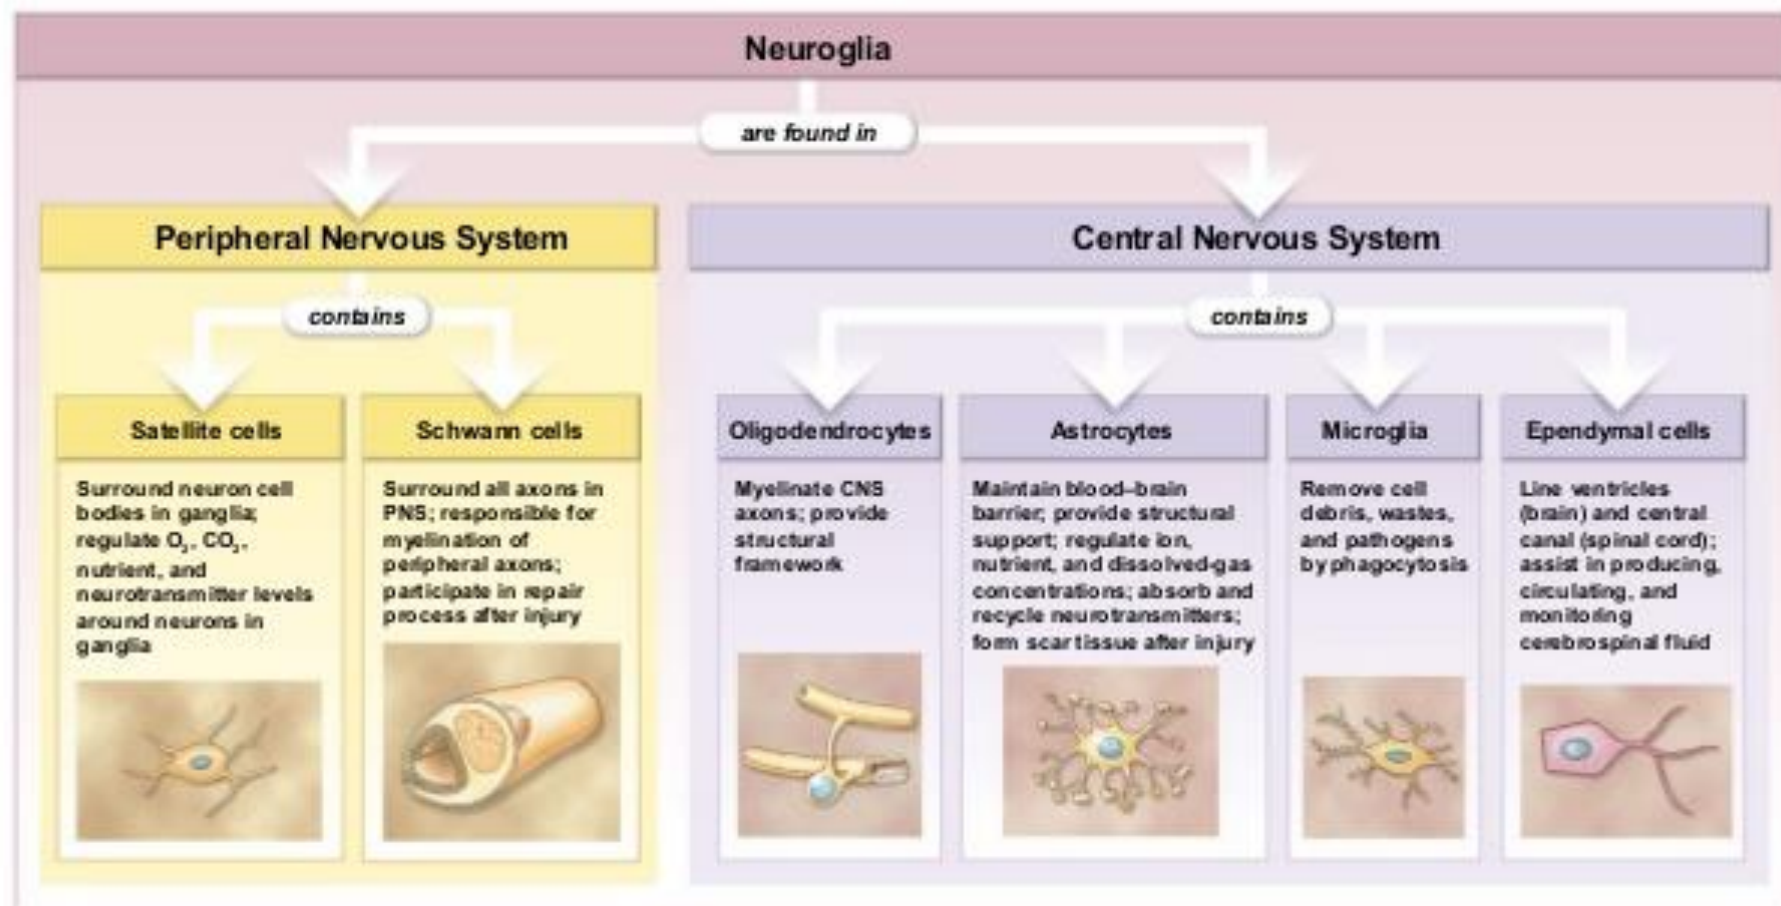 Neuroglia
are found in
Peripheral Nervous System
contains
Satellite cells
Surround neuron cell
bodies in ganglia;
regulate O₂, CO₂,
nutrient, and
neurotransmitter levels
around neurons in
ganglia
Schwann cells
Surround all axons in
PNS; responsible for
myelination of
peripheral axons;
participate in repair
process after injury
Central Nervous System
contains
Oligodendrocytes
Myelinate CNS
axons; provide
structural
framework
Astrocytes
Maintain blood–brain
barrier; provide structural
support; regulate ion,
nutrient, and dissolved-gas
concentrations; absorb and
recycle neurotransmitters;
form scar tissue after injury
Microglia
Remove cell
debris, wastes,
and pathogens
by phagocytosis
Ependymal cells
Line ventricles
(brain) and central
canal (spinal cord);
assist in producing,
circulating, and
monitoring
cerebrospinal fluid